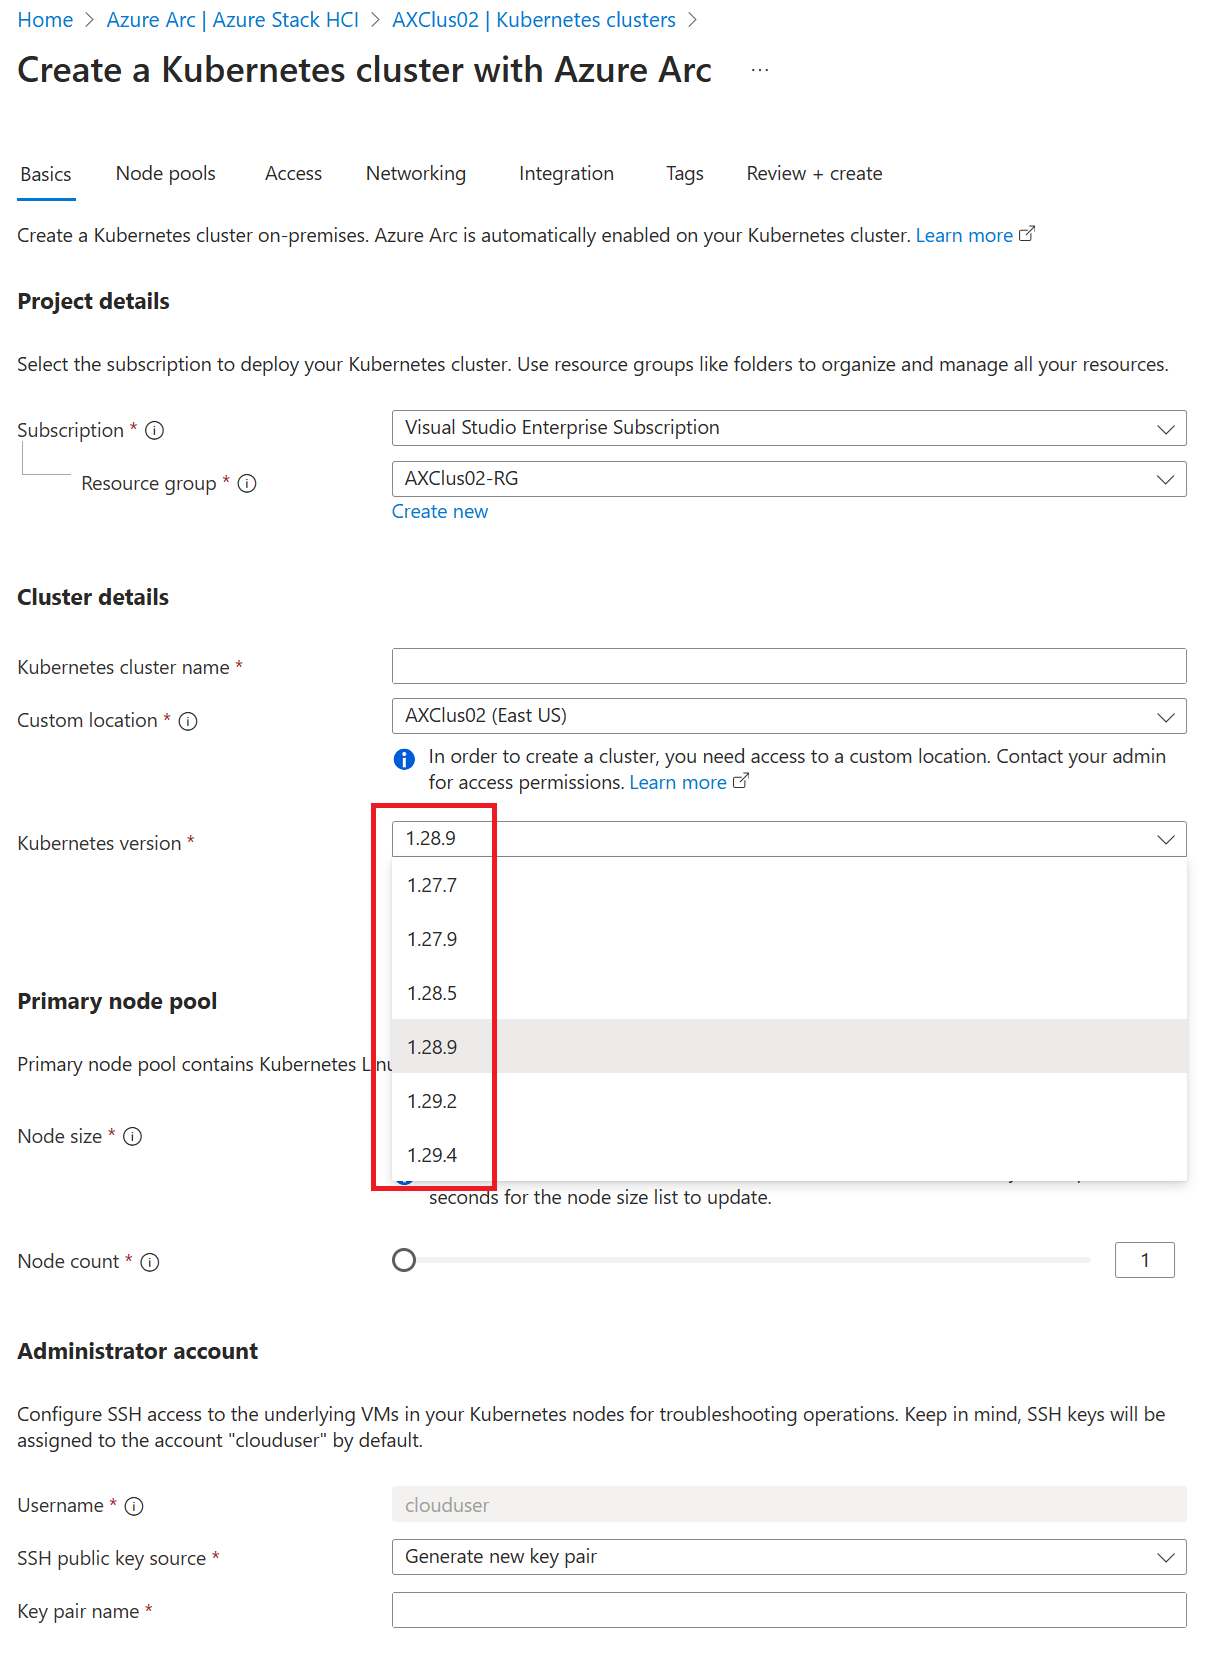 Home > Azure Arc | Azure Stack HCI > AXClus02 | Kubernetes clusters >
Create a Kubernetes cluster with Azure Arc ...
Basics Node pools Access Networking Integration Tags Review + create
Create a Kubernetes cluster on-premises. Azure Arc is automatically enabled on your Kubernetes cluster. Learn more
Project details
Select the subscription to deploy your Kubernetes cluster. Use resource groups like folders to organize and manage all your resources.
Subscription * Visual Studio Enterprise Subscription
Resource group * AXClus02-RG
Create new
Cluster details
Kubernetes cluster name *
Custom location * AXClus02 (East US)
In order to create a cluster, you need access to a custom location. Contact your admin
for access permissions. Learn more
Kubernetes version * 1.28.9
1.27.7
1.27.9
1.28.5
1.28.9
1.29.2
1.29.4
Primary node pool
Primary node pool contains Kubernetes
Node size *
seconds for the node size list to update.
Node count * 1
Administrator account
Configure SSH access to the underlying VMs in your Kubernetes nodes for troubleshooting operations. Keep in mind, SSH keys will be
assigned to the account "clouduser" by default.
Username * clouduser
SSH public key source * Generate new key pair
Key pair name *